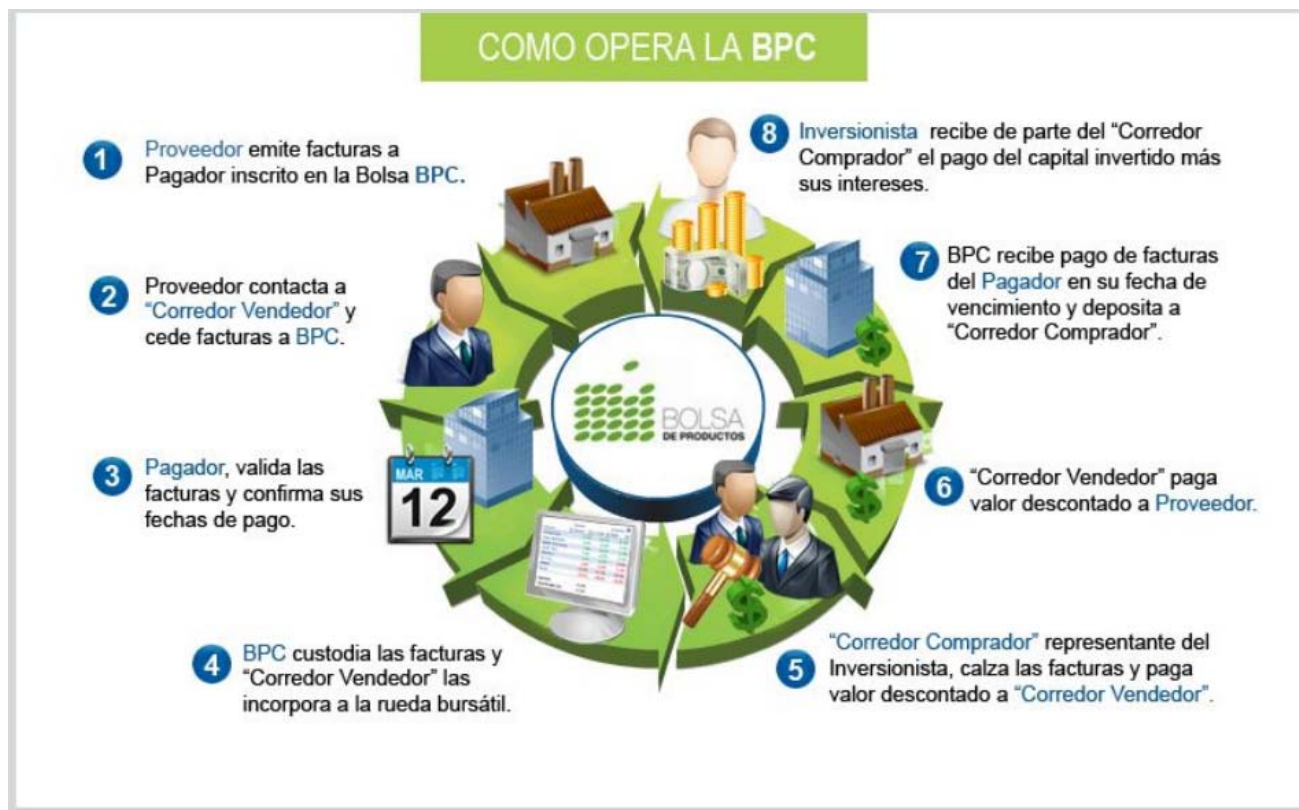 COMO OPERA LA BPC
1
Proveedor emite facturas a
Pagador inscrito en la Bolsa BPC.
2
Proveedor contacta a
“Corredor Vendedor” y
cede facturas a BPC.
3
Pagador, valida las
facturas y confirma sus
fechas de pago.
4
BPC custodia las facturas y
“Corredor Vendedor” las
incorpora a la rueda bursátil.
5
“Corredor Comprador” representante del
Inversionista, calza las facturas y paga
valor descontado a “Corredor Vendedor”.
6
“Corredor Vendedor” paga
valor descontado a Proveedor.
7
BPC recibe pago de facturas
del Pagador en su fecha de
vencimiento y deposita a
“Corredor Comprador”.
8
Inversionista recibe de parte del “Corredor
Comprador” el pago del capital invertido más
sus intereses.
BOLSA
DE PRODUCTOS
MAR
12